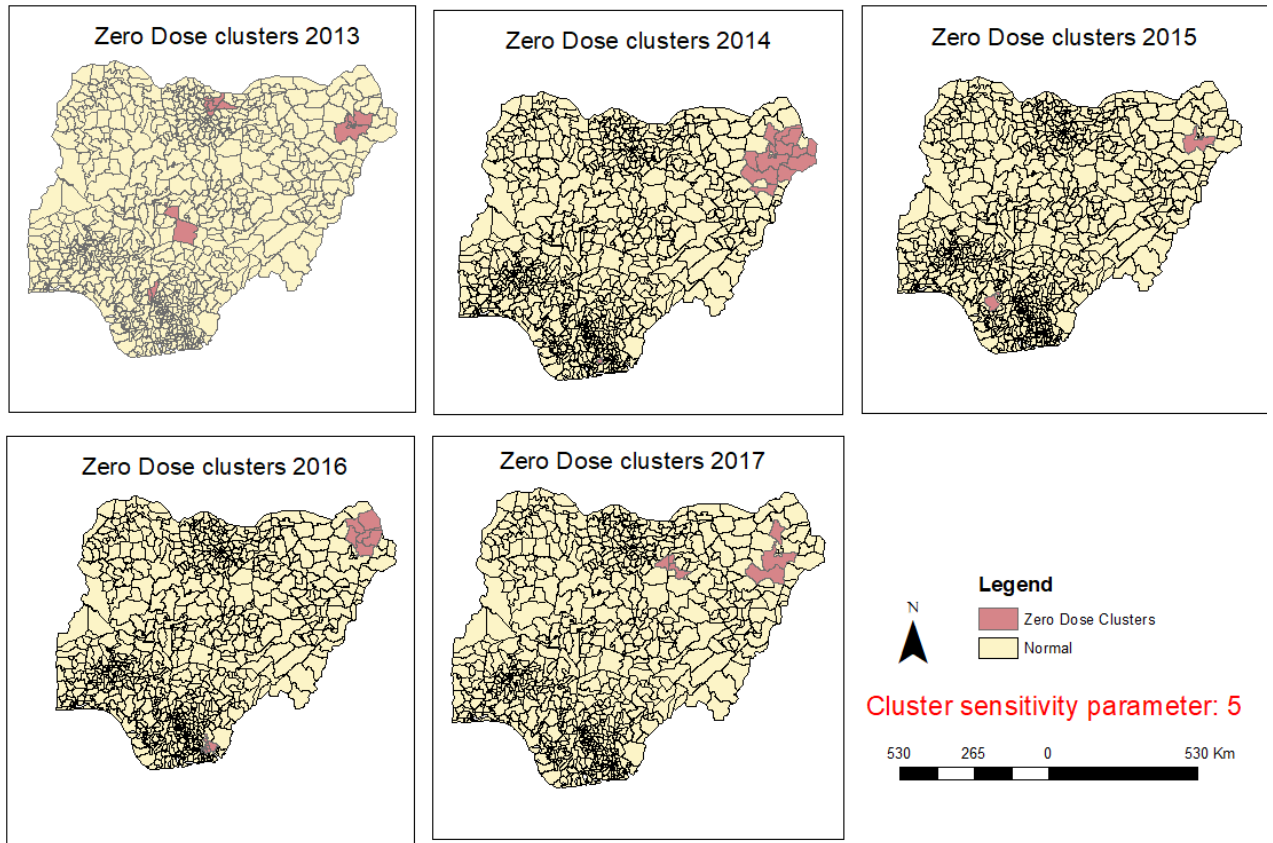 Zero Dose clusters 2013
Zero Dose clusters 2014
Zero Dose clusters 2015
Zero Dose clusters 2016
Zero Dose clusters 2017
Legend
N
Zero Dose Clusters
Normal
Cluster sensitivity parameter: 5
530 265 0 530 Km